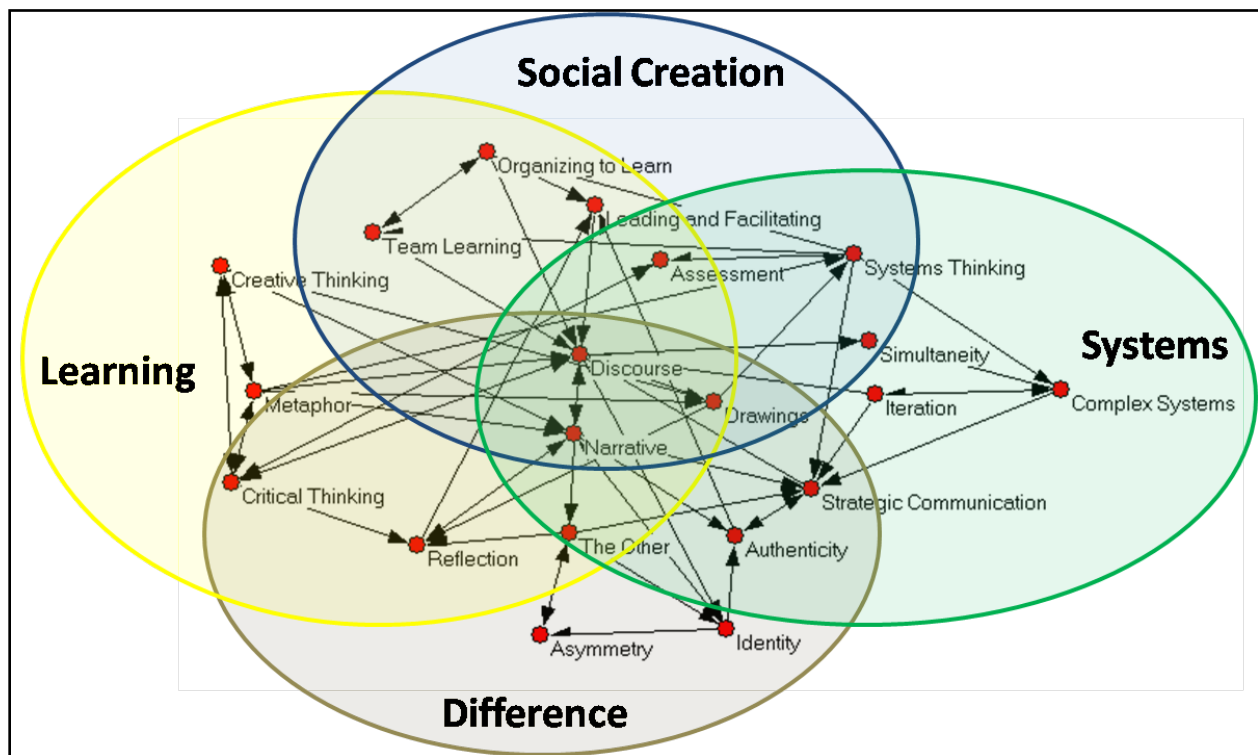 Social Creation
Organizing to Learn
Leading and Facilitating
Team Learning
Assessment
Systems Thinking
Creative Thinking
Learning
Discourse
Simultaneity
Systems
Metaphor
Drawings
Iteration
Complex Systems
Narrative
Critical Thinking
Strategic Communication
Reflection
The Other
Authenticity
Asymmetry
Identity
Difference